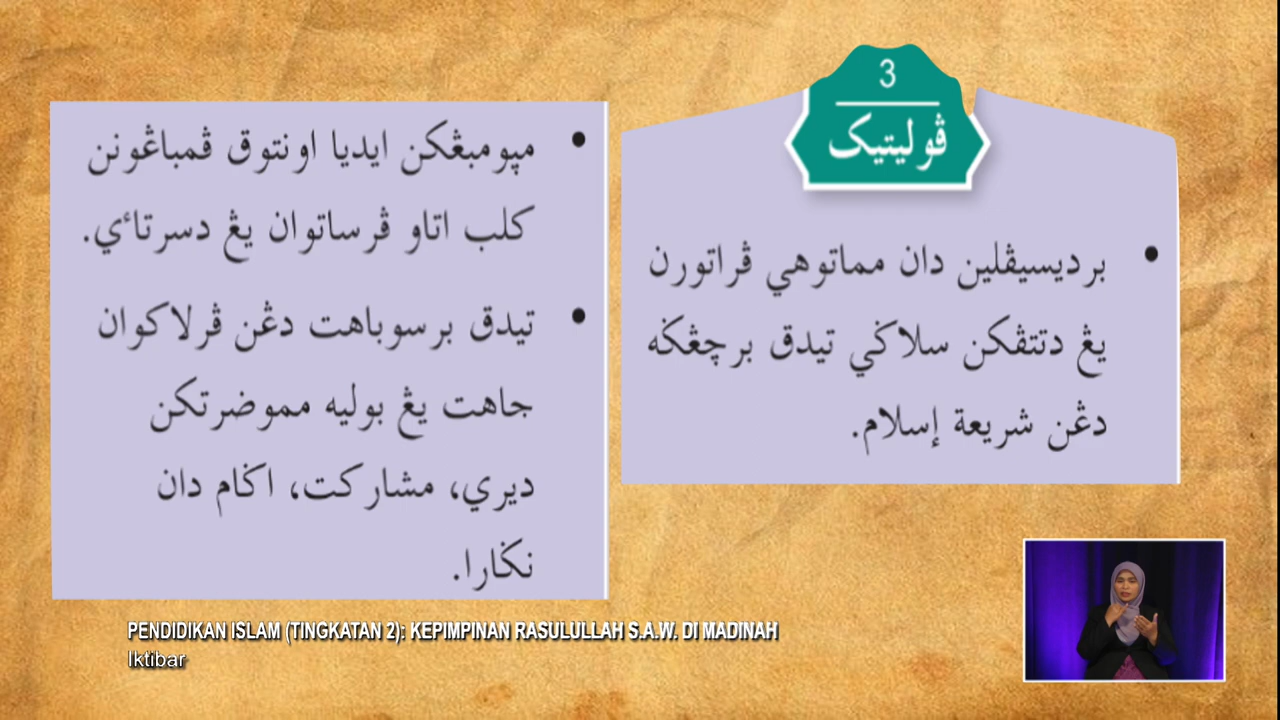 3
ڤوليتيک
• برديسيڤلين دان مماتوهي ڤراتورن
يڠ دتتڤکن سلاݢي تيدق برچڠݢه
دڠن شريعة إسلام.
• مڽومبڠکن ايديا اونتوق ڤمباڠونن
کلب اتاو ڤرساتوان يڠ دسرتاٴي.
• تيدق برسوباهت دڠن ڤرلاکوان
جاهت يڠ بوليه مموضرتکن
ديري، مشارکت، اݢام دان
نݢارا.
PENDIDIKAN ISLAM (TINGKATAN 2): KEPIMPINAN RASULULLAH S.A.W. DI MADINAH
Iktibar